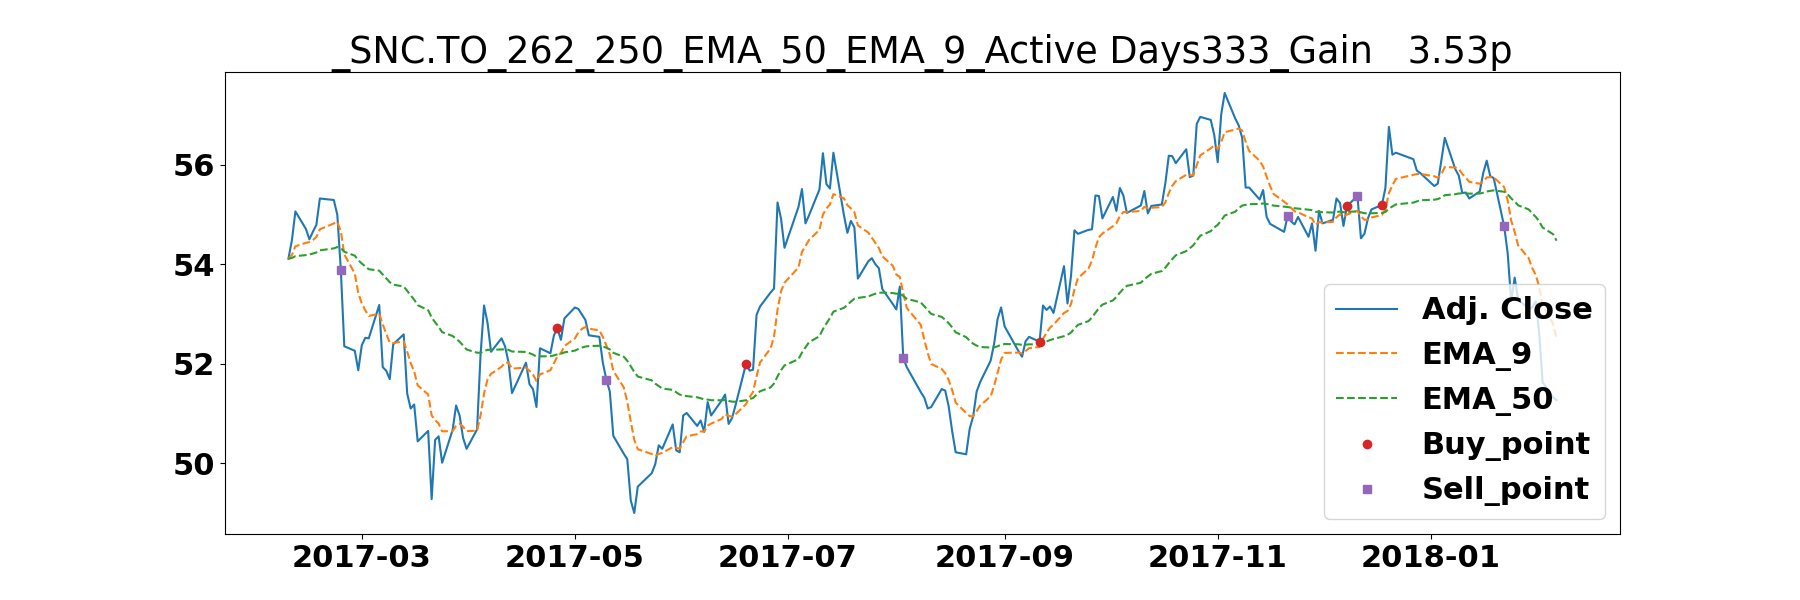 _SNC.TO_262_250_EMA_50_EMA_9_Active Days333_Gain   3.53p
56
54
52
50
Adj. Close
EMA_9
EMA_50
Buy_point
Sell_point
2017-03 2017-05 2017-07 2017-09 2017-11 2018-01